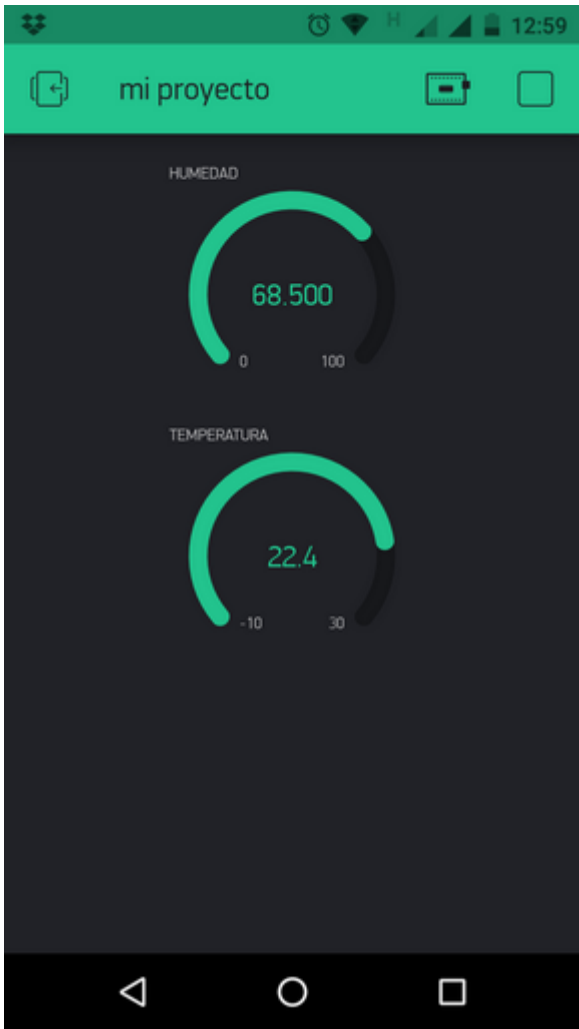 H 12:59
mi proyecto
HUMEDAD
68.500
0 100
TEMPERATURA
22.4
-10 30